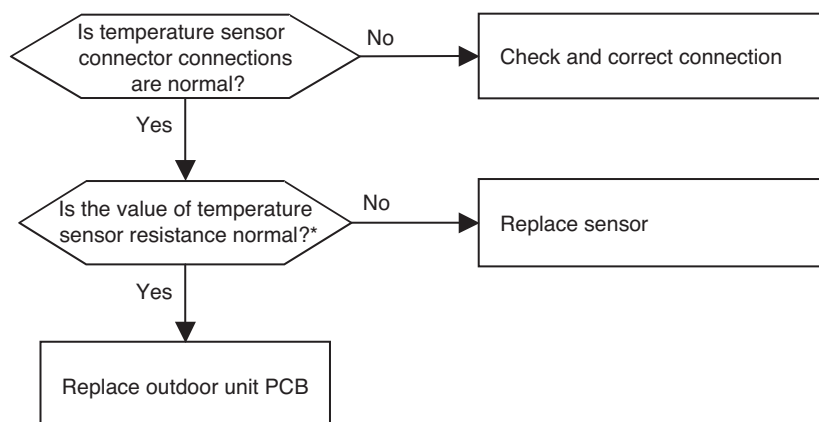 Is temperature sensor
connector connections
are normal?
No
Check and correct connection
Yes
Is the value of temperature
sensor resistance normal?*
No
Replace sensor
Yes
Replace outdoor unit PCB